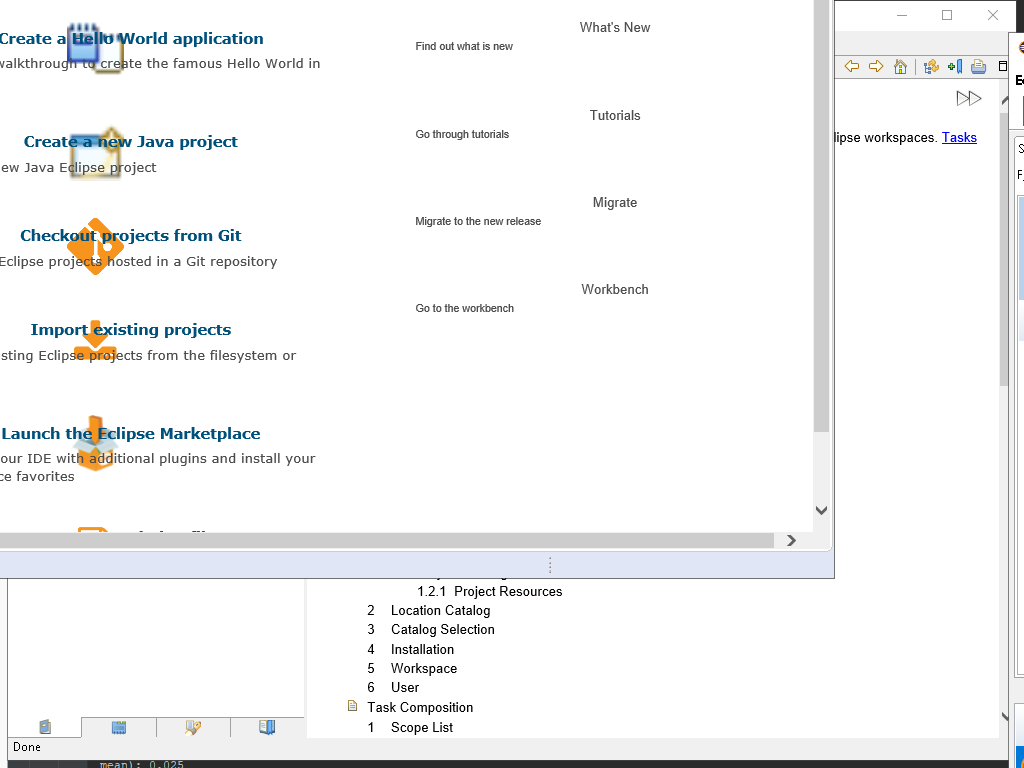 Create a Hello World application
walkthrough to create the famous Hello World in
Create a new Java project
ew Java Eclipse project
Checkout projects from Git
Eclipse projects hosted in a Git repository
Import existing projects
sting Eclipse projects from the filesystem or
Launch the Eclipse Marketplace
our IDE with additional plugins and install your
ce favorites
What's New
Find out what is new
Tutorials
Go through tutorials
Migrate
Migrate to the new release
Workbench
Go to the workbench
lipse workspaces. Tasks
1.2.1 Project Resources
2 Location Catalog
3 Catalog Selection
4 Installation
5 Workspace
6 User
Task Composition
1 Scope List
Done
mean): 0.025